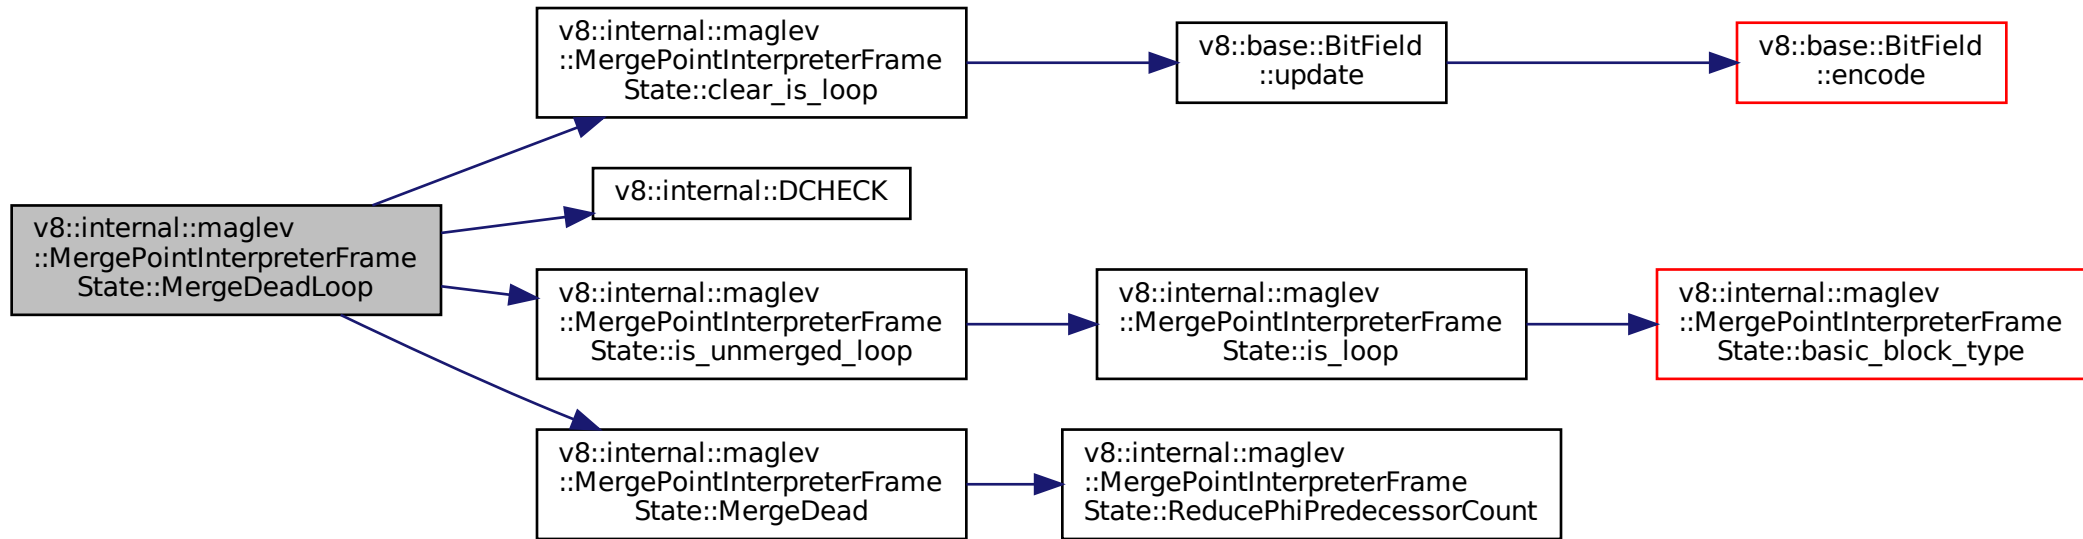 v8::internal::maglev
::MergePointInterpreterFrame
State::MergeDeadLoop
v8::internal::maglev
::MergePointInterpreterFrame
State::clear_is_loop
v8::base::BitField
::update
v8::base::BitField
::encode
v8::internal::DCHECK
v8::internal::maglev
::MergePointInterpreterFrame
State::is_unmerged_loop
v8::internal::maglev
::MergePointInterpreterFrame
State::is_loop
v8::internal::maglev
::MergePointInterpreterFrame
State::basic_block_type
v8::internal::maglev
::MergePointInterpreterFrame
State::MergeDead
v8::internal::maglev
::MergePointInterpreterFrame
State::ReducePhiPredecessorCount